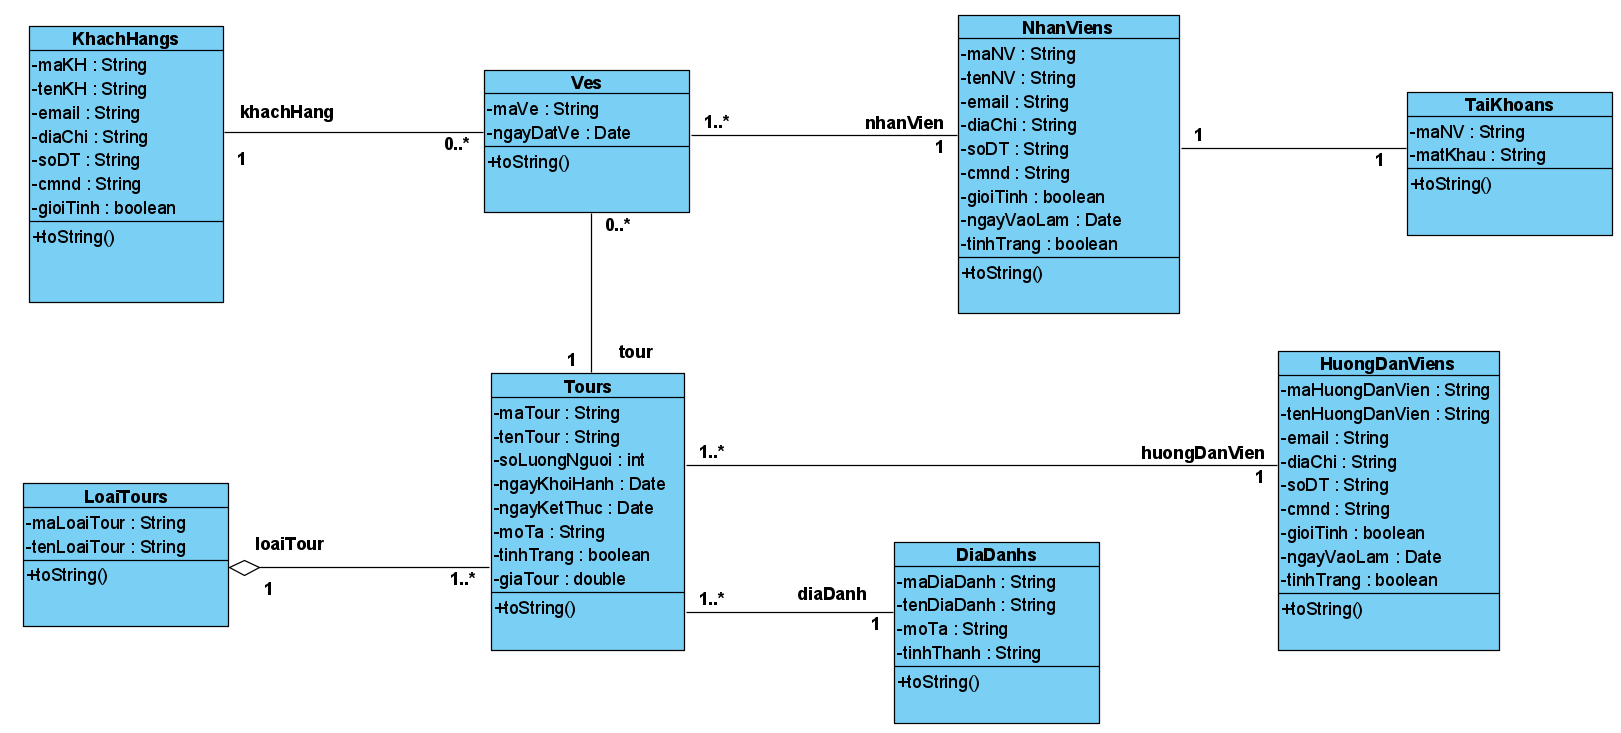 KhachHangs
-maKH : String
-tenKH : String
-email : String
-diaChi : String
-soDT : String
-cmnd : String
-gioiTinh : boolean
+toString()
khachHang
1
0..*
Ves
-maVe : String
-ngayDatVe : Date
+toString()
1..*
nhanVien
1
NhanViens
-maNV : String
-tenNV : String
-email : String
-diaChi : String
-soDT : String
-cmnd : String
-gioiTinh : boolean
-ngayVaoLam : Date
-tinhTrang : boolean
+toString()
1
1
TaiKhoans
-maNV : String
-matKhau : String
+toString()
0..*
1
tour
Tours
-maTour : String
-tenTour : String
-soLuongNguoi : int
-ngayKhoiHanh : Date
-ngayKetThuc : Date
-moTa : String
-tinhTrang : boolean
-giaTour : double
+toString()
1..*
huongDanVien
1
HuongDanViens
-maHuongDanVien : String
-tenHuongDanVien : String
-email : String
-diaChi : String
-soDT : String
-cmnd : String
-gioiTinh : boolean
-ngayVaoLam : Date
-tinhTrang : boolean
+toString()
LoaiTours
-maLoaiTour : String
-tenLoaiTour : String
+toString()
loaiTour
1
1..*
1..*
diaDanh
1
DiaDanhs
-maDiaDanh : String
-tenDiaDanh : String
-moTa : String
-tinhThanh : String
+toString()